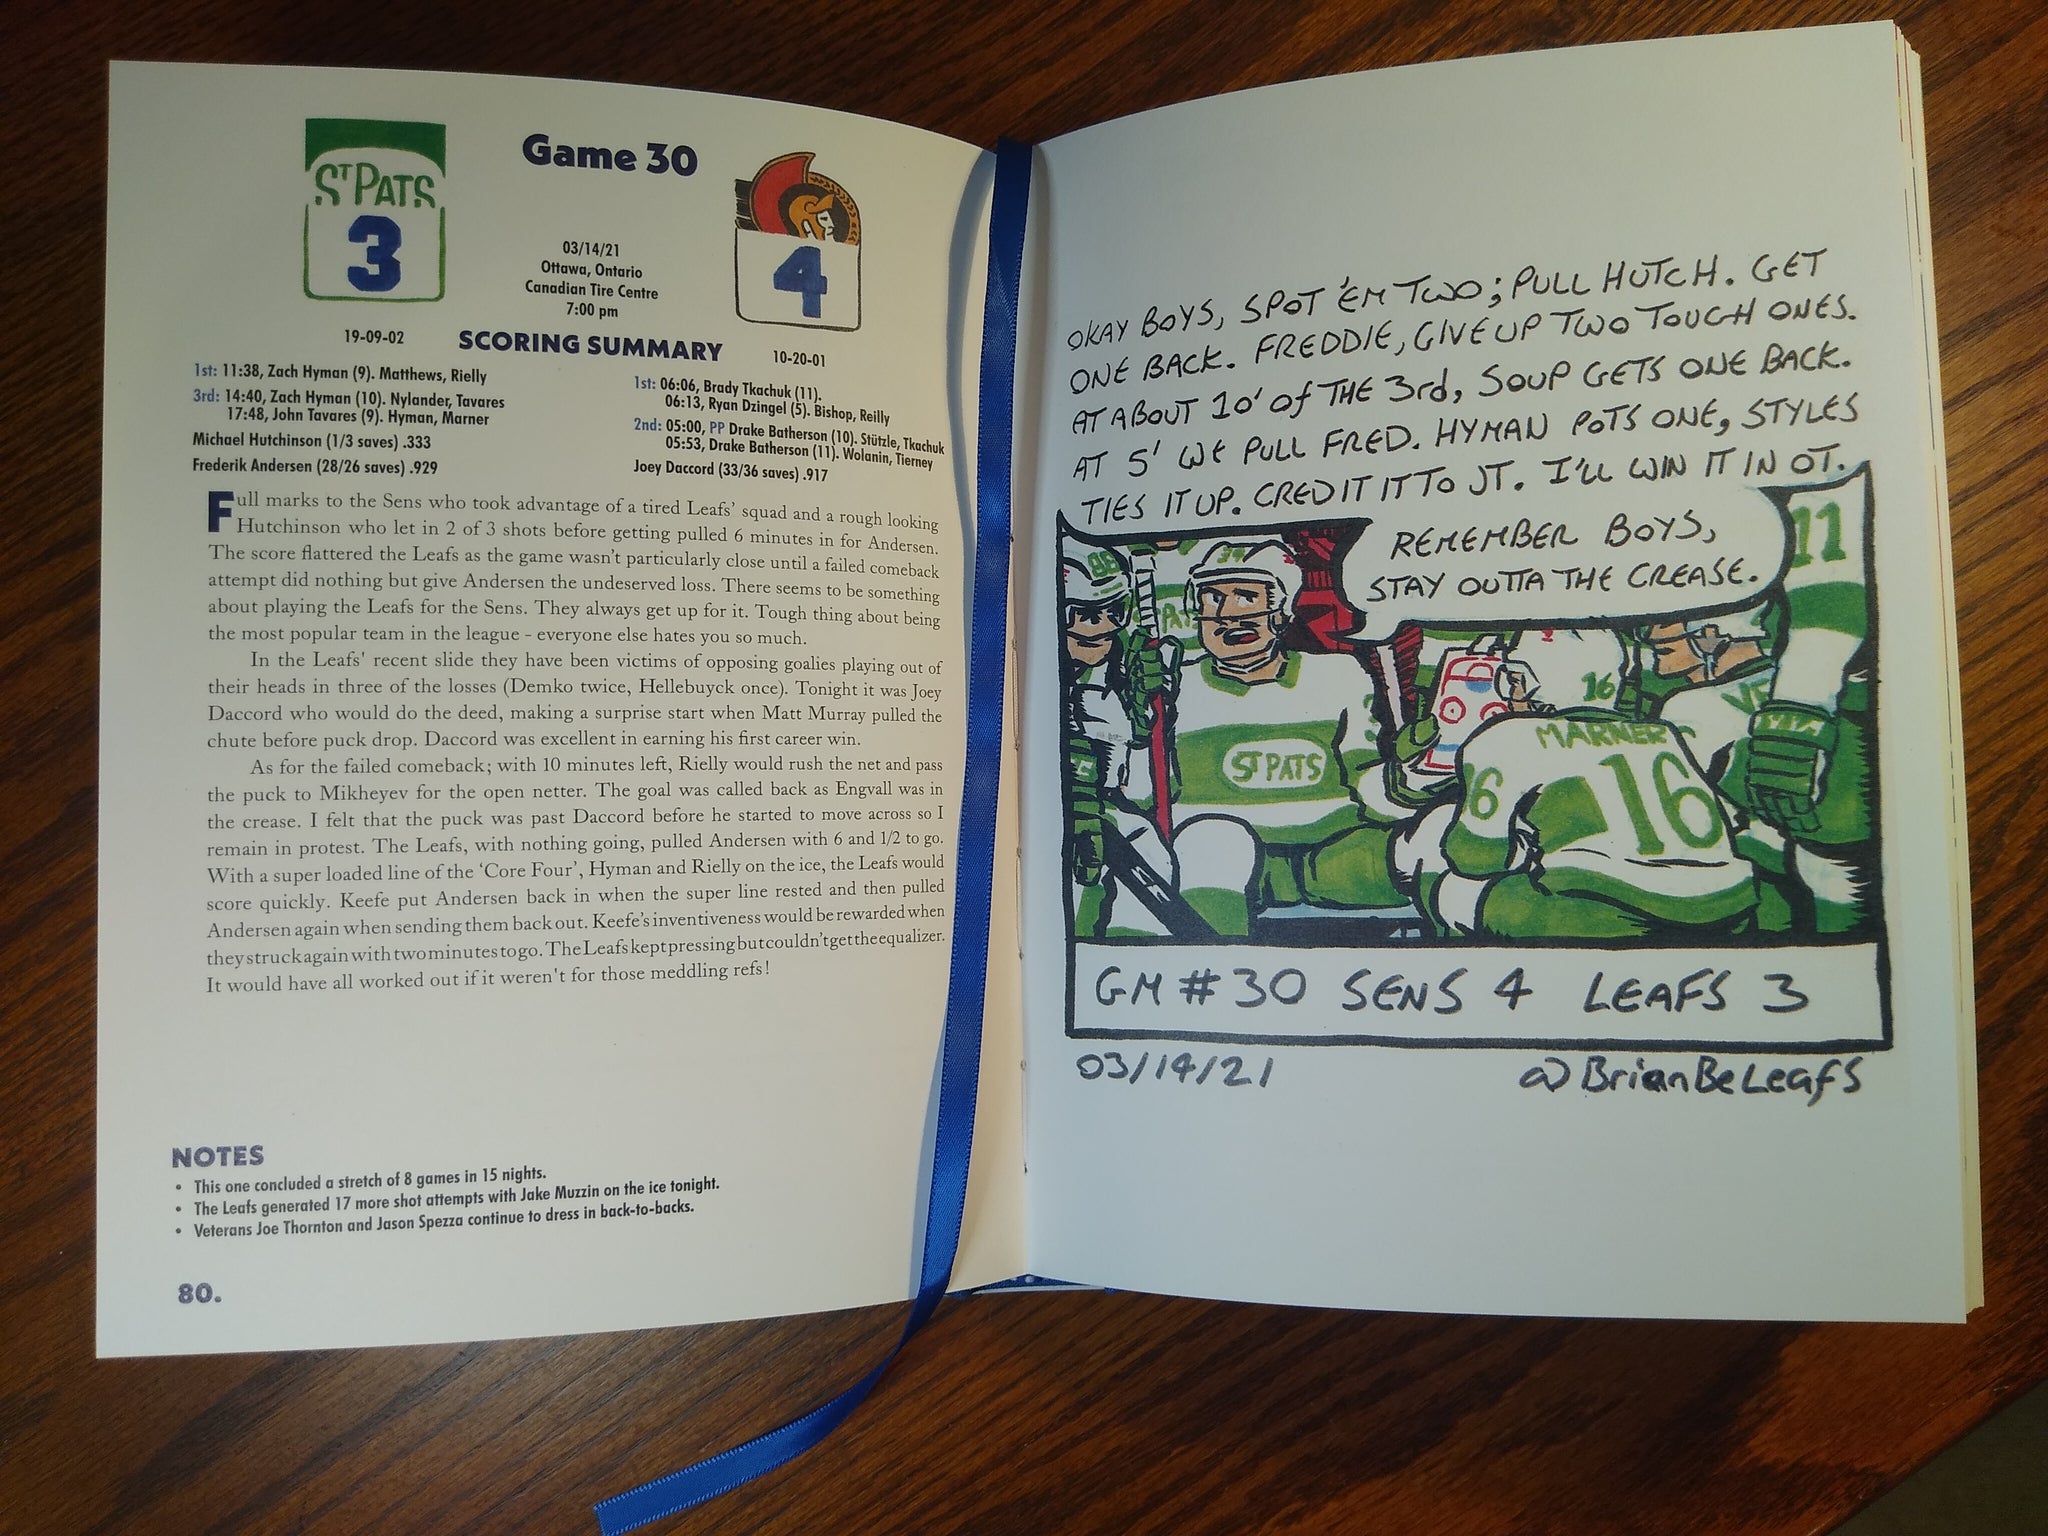 ST PATS
3
Game 30
4
03/14/21
Ottawa, Ontario
Canadian Tire Centre
7:00 pm
19-09-02
10-20-01
SCORING SUMMARY
1st: 11:38, Zach Hyman (9). Matthews, Rielly
3rd: 14:40, Zach Hyman (10). Nylander, Tavares
17:48, John Tavares (9). Hyman, Marner
Michael Hutchinson (1/3 saves) .333
Frederik Andersen (28/26 saves) .929
1st: 06:06, Brady Tkachuk (11).
06:13, Ryan Dzingel (5). Bishop, Reilly
2nd: 05:00, PP Drake Batherson (10). Stützle, Tkachuk
05:53, Drake Batherson (11). Wolanin, Tierney
Joey Daccord (33/36 saves) .917
Full marks to the Sens who took advantage of a tired Leafs' squad and a rough looking
Hutchinson who let in 2 of 3 shots before getting pulled 6 minutes in for Andersen.
The score flattered the Leafs as the game wasn't particularly close until a failed comeback
attempt did nothing but give Andersen the undeserved loss. There seems to be something
about playing the Leafs for the Sens. They always get up for it. Tough thing about being
the most popular team in the league - everyone else hates you so much.
In the Leafs' recent slide they have been victims of opposing goalies playing out of
their heads in three of the losses (Demko twice, Hellebuyck once). Tonight it was Joey
Daccord who would do the deed, making a surprise start when Matt Murray pulled the
chute before puck drop. Daccord was excellent in earning his first career win.
As for the failed comeback; with 10 minutes left, Rielly would rush the net and pass
the puck to Mikheyev for the open netter. The goal was called back as Engvall was in
the crease. I felt that the puck was past Daccord before he started to move across so I
remain in protest. The Leafs, with nothing going, pulled Andersen with 6 and 1/2 to go.
With a super loaded line of the 'Core Four', Hyman and Rielly on the ice, the Leafs would
score quickly. Keefe put Andersen back in when the super line rested and then pulled
Andersen again when sending them back out. Keefe's inventiveness would be rewarded when
they struck again with two minutes to go. The Leafs kept pressing but couldn't get the equalizer.
It would have all worked out if it weren't for those meddling refs!
NOTES
• This one concluded a stretch of 8 games in 15 nights.
• The Leafs generated 17 more shot attempts with Jake Muzzin on the ice tonight.
• Veterans Joe Thornton and Jason Spezza continue to dress in back-to-backs.
80.
OKAY BOYS, SPOT 'EM TWO; PULL HUTCH. GET
ONE BACK. FREDDIE, GIVE UP TWO TOUGH ONES.
AT ABOUT 10' of THE 3rd, SOUP GETS ONE BACK.
AT 5' WE PULL FRED. HYMAN POTS ONE, STYLES
TIES IT UP. CREDIT IT TO JT. I'LL WIN IT IN OT.
REMEMBER BOYS,
STAY OUTTA THE CREASE.
11
88
34
16
ST PATS
MARNER
16
16
GM #30 SENS 4 LEAFS 3
03/14/21
@BrianBeLeafs